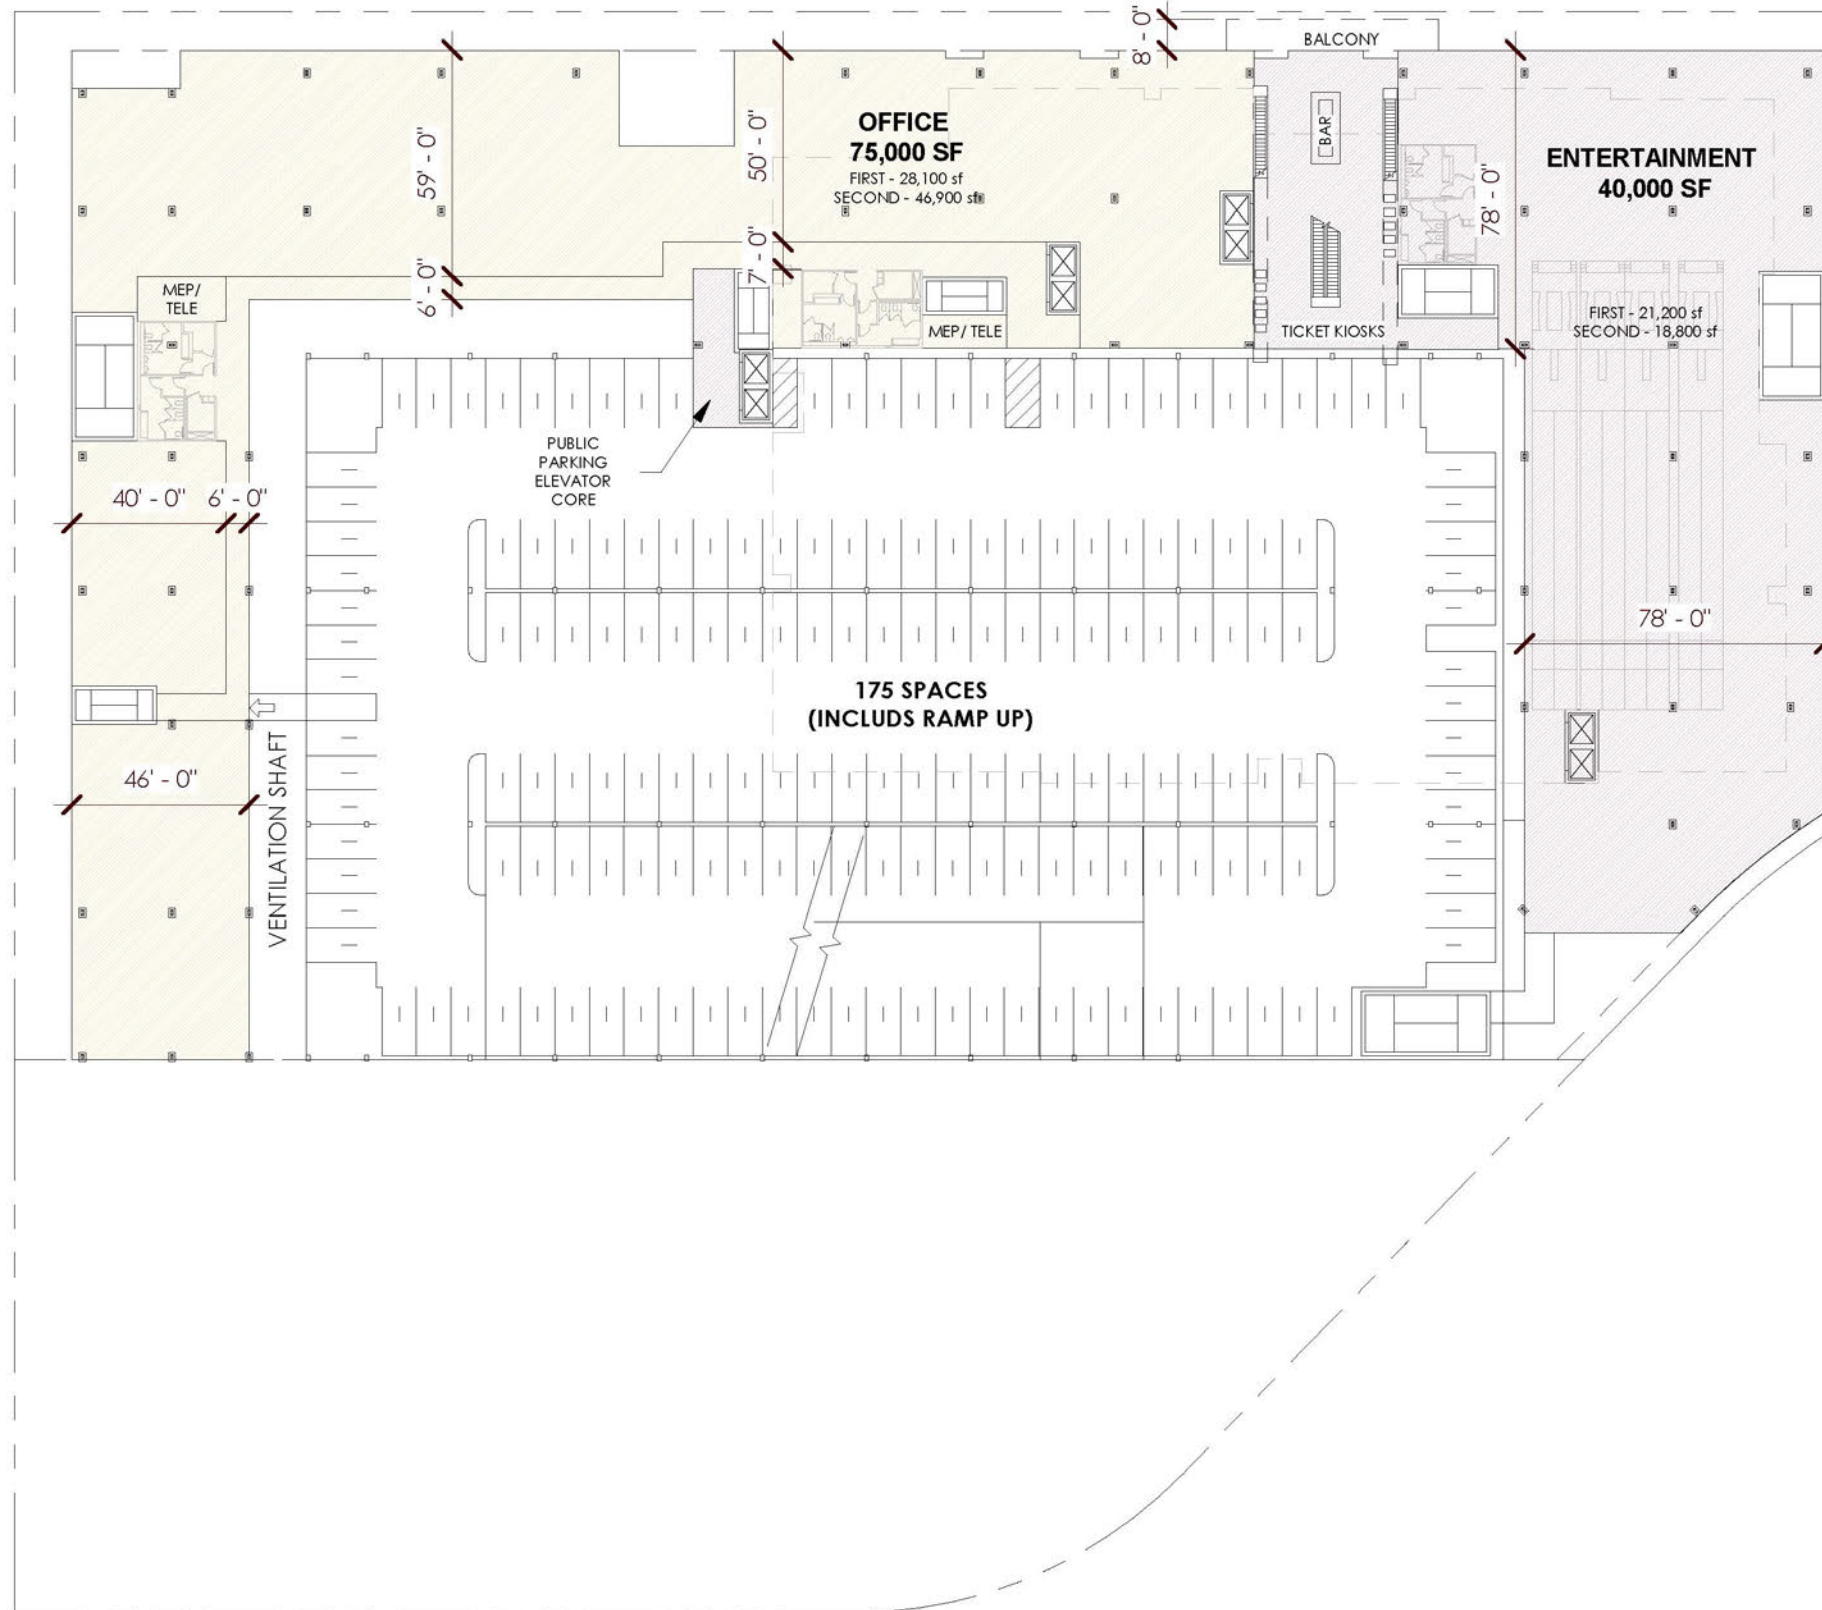 8' - 0"
BALCONY
59' - 0"
50' - 0"
OFFICE
75,000 SF
FIRST - 28,100 sf
SECOND - 46,900 sf
BAR
78' - 0"
ENTERTAINMENT
40,000 SF
6' - 0"
7' - 0"
MEP/
TELE
MEP/ TELE
TICKET KIOSKS
FIRST - 21,200 sf
SECOND - 18,800 sf
PUBLIC
PARKING
ELEVATOR
CORE
40' - 0"
6' - 0"
78' - 0"
175 SPACES
(INCLUDS RAMP UP)
46' - 0"
VENTILATION SHAFT